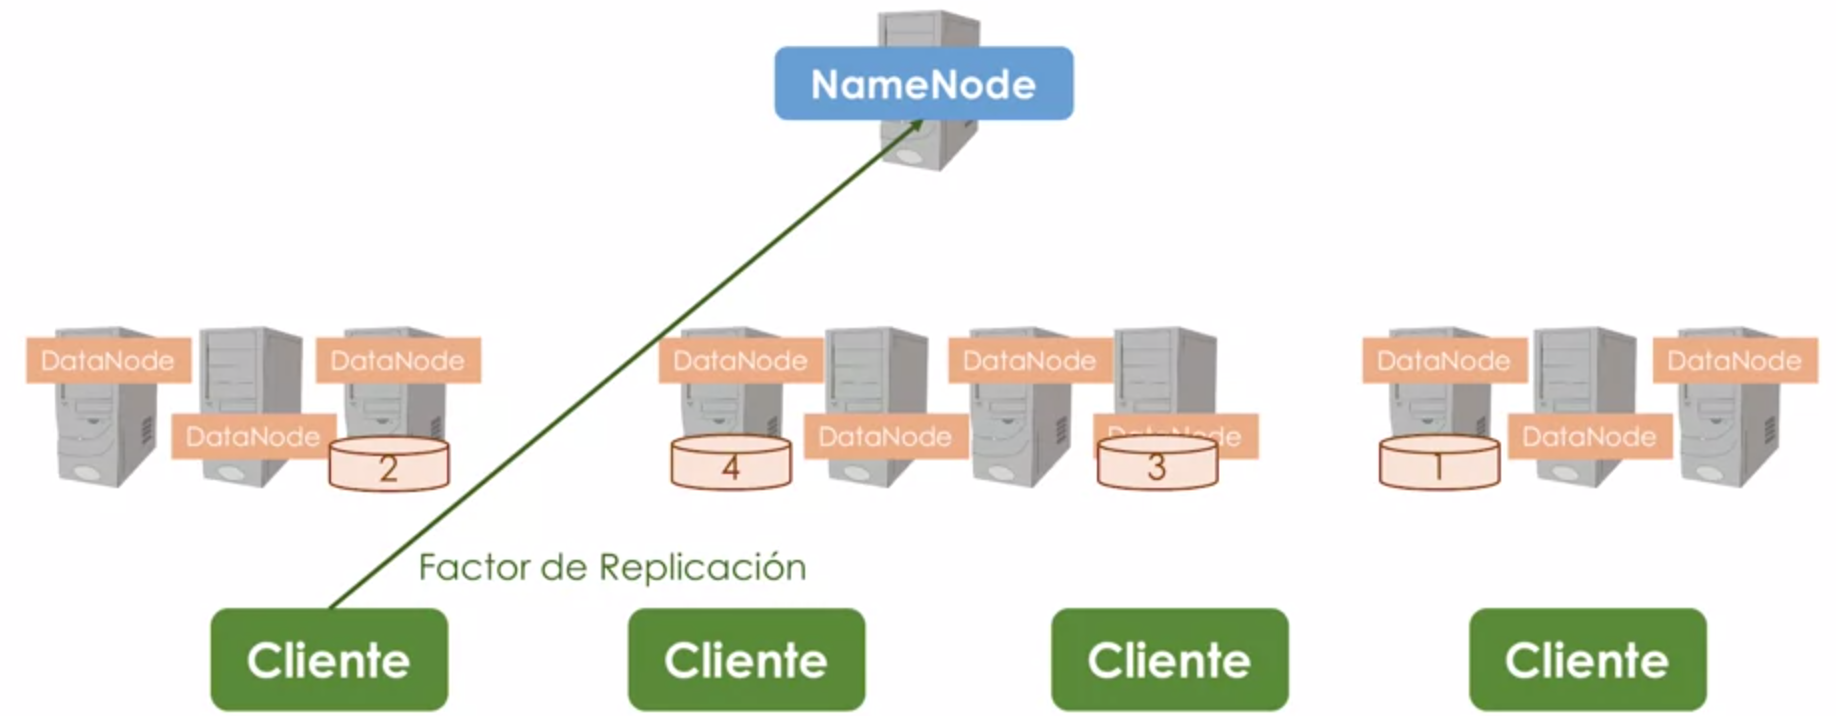 NameNode
DataNode
DataNode
DataNode
DataNode
DataNode
DataNode
DataNode
DataNode
DataNode
DataNode
2
4
3
1
Factor de Replicación
Cliente
Cliente
Cliente
Cliente